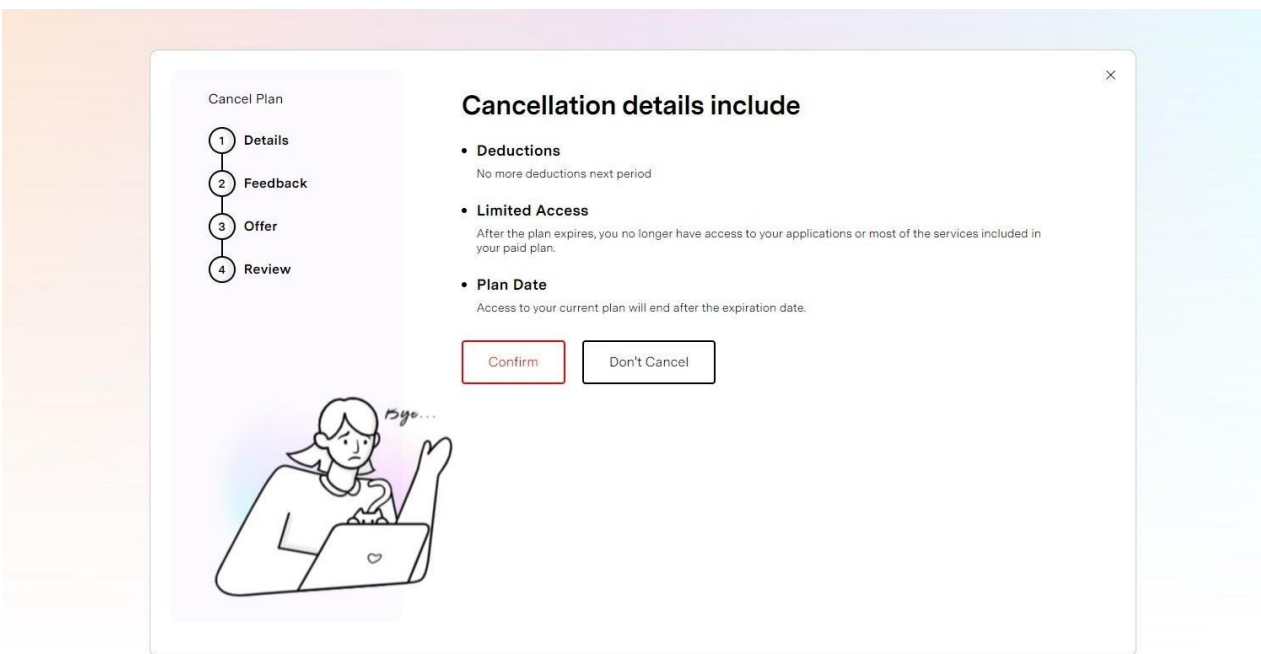 Cancel Plan
1 Details
2 Feedback
3 Offer
4 Review
Cancellation details include
• Deductions
No more deductions next period
• Limited Access
After the plan expires, you no longer have access to your applications or most of the services included in
your paid plan.
• Plan Date
Access to your current plan will end after the expiration date.
Confirm
Don't Cancel
Bye...